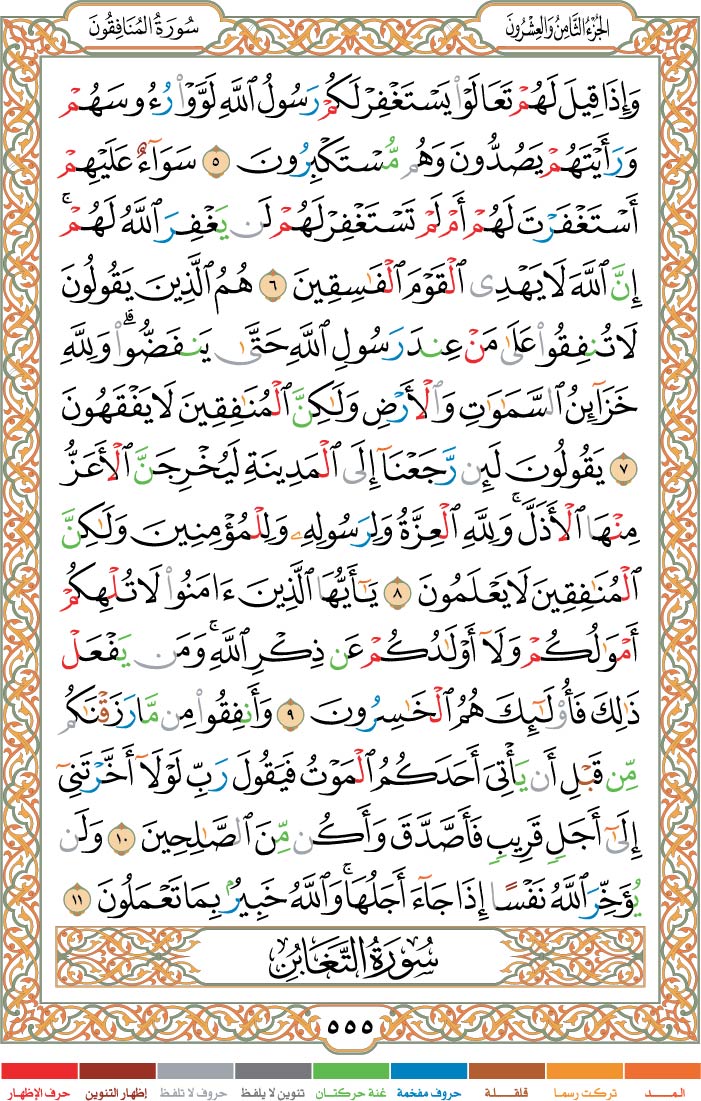 الجُزْءُ الثَّامِنُ وَالعِشْرُونَ
سُورَةُ المُنَافِقُونَ
وَإِذَا قِيلَ لَهُمْ تَعَالَوْا۟ يَسْتَغْفِرْ لَكُمْ رَسُولُ ٱللَّهِ لَوَّوْا۟ رُءُوسَهُمْ
وَرَأَيْتَهُمْ يَصُدُّونَ وَهُم مُّسْتَكْبِرُونَ ٥ سَوَآءٌ عَلَيْهِمْ
أَسْتَغْفَرْتَ لَهُمْ أَمْ لَمْ تَسْتَغْفِرْ لَهُمْ لَن يَغْفِرَ ٱللَّهُ لَهُمْ ۚ
إِنَّ ٱللَّهَ لَا يَهْدِى ٱلْقَوْمَ ٱلْفَـٰسِقِينَ ٦ هُمُ ٱلَّذِينَ يَقُولُونَ
لَا تُنفِقُوا۟ عَلَىٰ مَنْ عِندَ رَسُولِ ٱللَّهِ حَتَّىٰ يَنفَضُّوا۟ ۗ وَلِلَّهِ
خَزَآئِنُ ٱلسَّمَـٰوَٰتِ وَٱلْأَرْضِ وَلَـٰكِنَّ ٱلْمُنَـٰفِقِينَ لَا يَفْقَهُونَ
٧ يَقُولُونَ لَئِن رَّجَعْنَآ إِلَى ٱلْمَدِينَةِ لَيُخْرِجَنَّ ٱلْأَعَزُّ
مِنْهَا ٱلْأَذَلَّ ۚ وَلِلَّهِ ٱلْعِزَّةُ وَلِرَسُولِهِۦ وَلِلْمُؤْمِنِينَ وَلَـٰكِنَّ
ٱلْمُنَـٰفِقِينَ لَا يَعْلَمُونَ ٨ يَـٰٓأَيُّهَا ٱلَّذِينَ ءَامَنُوا۟ لَا تُلْهِكُمْ
أَمْوَٰلُكُمْ وَلَآ أَوْلَـٰدُكُمْ عَن ذِكْرِ ٱللَّهِ ۚ وَمَن يَفْعَلْ
ذَٰلِكَ فَأُو۟لَـٰٓئِكَ هُمُ ٱلْخَـٰسِرُونَ ٩ وَأَنفِقُوا۟ مِن مَّا رَزَقْنَـٰكُم
مِّن قَبْلِ أَن يَأْتِىَ أَحَدَكُمُ ٱلْمَوْتُ فَيَقُولَ رَبِّ لَوْلَآ أَخَّرْتَنِىٓ
إِلَىٰٓ أَجَلٍ قَرِيبٍ فَأَصَّدَّقَ وَأَكُن مِّنَ ٱلصَّـٰلِحِينَ ١٠ وَلَن
يُؤَخِّرَ ٱللَّهُ نَفْسًا إِذَا جَآءَ أَجَلُهَا ۚ وَٱللَّهُ خَبِيرٌۢ بِمَا تَعْمَلُونَ ١١
سُورَةُ التَّغَابُنِ
٥٥٥
المـــد
تركت رسما
قلقلة
حروف مفخمة
غنة حركتـان
تنوين لا يلفظ
حروف لا تلفظ
إظهار التنوين
حرف الإظهار